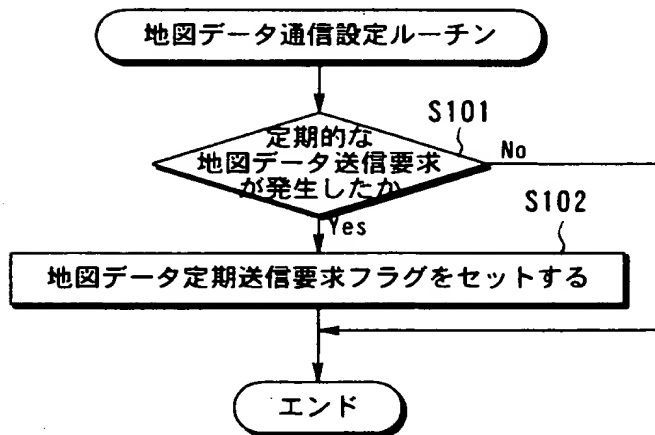 地図データ通信設定ルーチン
S101
定期的な
地図データ送信要求
が発生したか
No
Yes
S102
地図データ定期送信要求フラグをセットする
エンド